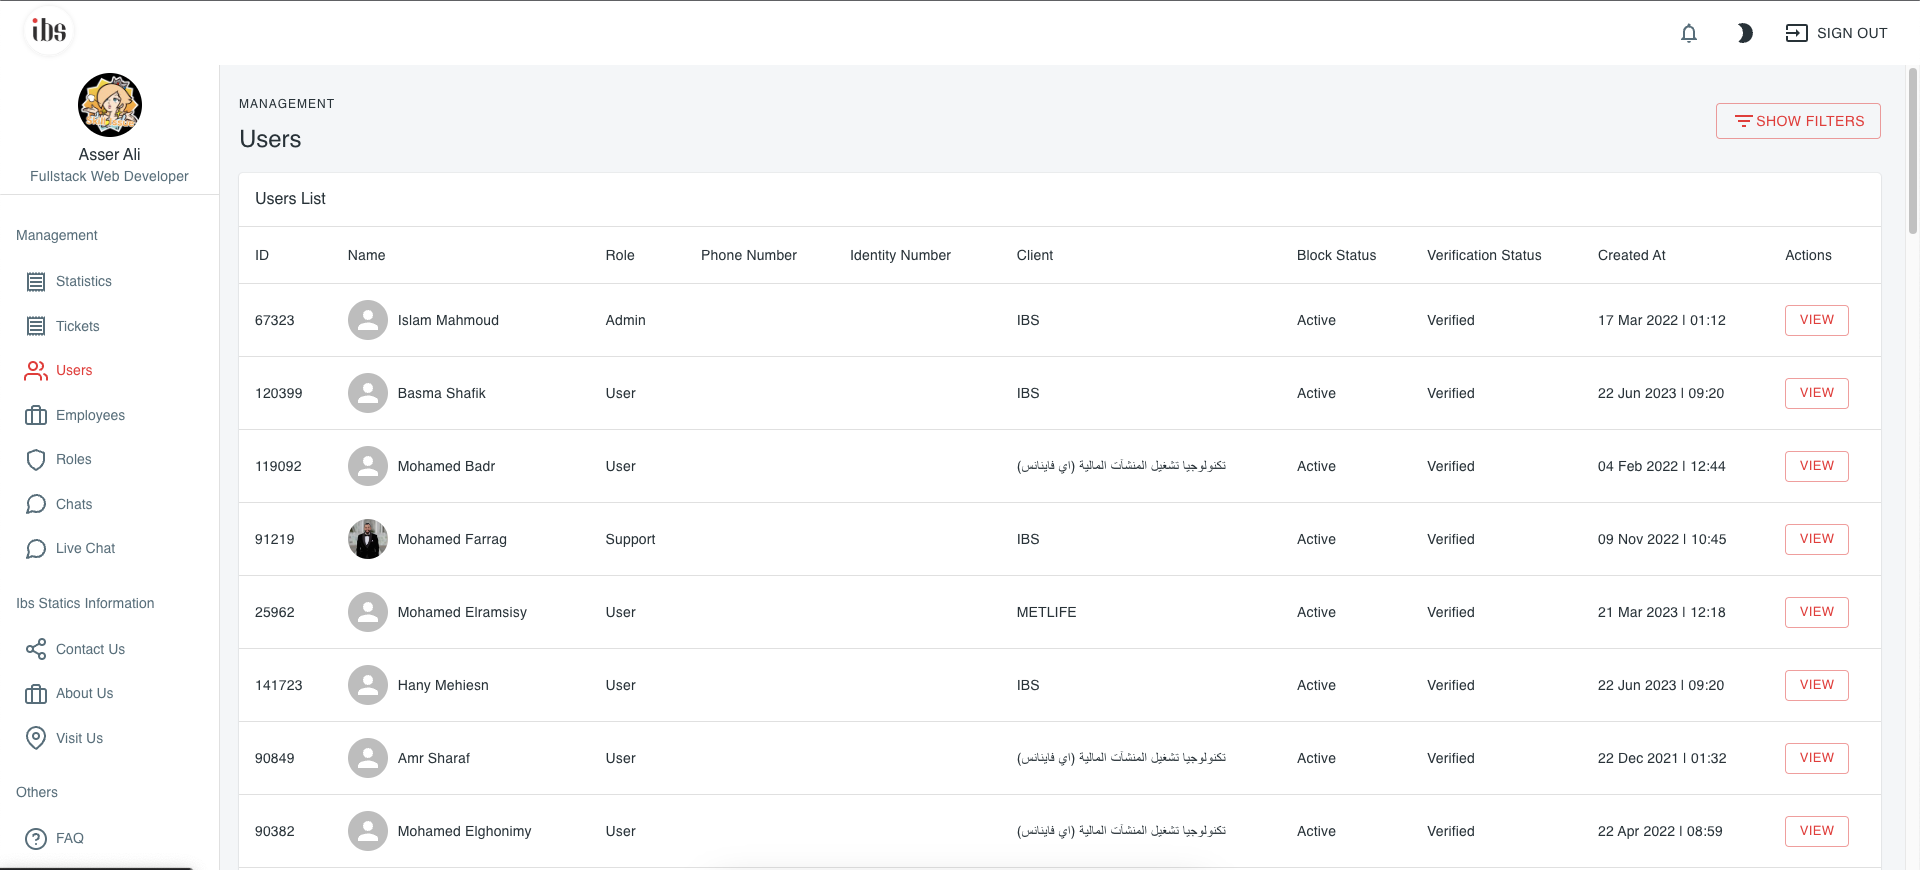 ibs
SIGN OUT
Asser Ali
Fullstack Web Developer
Management
Statistics
Tickets
Users
Employees
Roles
Chats
Live Chat
Ibs Statics Information
Contact Us
About Us
Visit Us
Others
FAQ
MANAGEMENT
Users
SHOW FILTERS
Users List
ID Name Role Phone Number Identity Number Client Block Status Verification Status Created At Actions
67323 Islam Mahmoud Admin IBS Active Verified 17 Mar 2022 | 01:12 VIEW
120399 Basma Shafik User IBS Active Verified 22 Jun 2023 | 09:20 VIEW
119092 Mohamed Badr User تكنولوجيا تشغيل المنشآت المالية (اي فاينانس) Active Verified 04 Feb 2022 | 12:44 VIEW
91219 Mohamed Farrag Support IBS Active Verified 09 Nov 2022 | 10:45 VIEW
25962 Mohamed Elramsisy User METLIFE Active Verified 21 Mar 2023 | 12:18 VIEW
141723 Hany Mehiesn User IBS Active Verified 22 Jun 2023 | 09:20 VIEW
90849 Amr Sharaf User تكنولوجيا تشغيل المنشآت المالية (اي فاينانس) Active Verified 22 Dec 2021 | 01:32 VIEW
90382 Mohamed Elghonimy User تكنولوجيا تشغيل المنشآت المالية (اي فاينانس) Active Verified 22 Apr 2022 | 08:59 VIEW